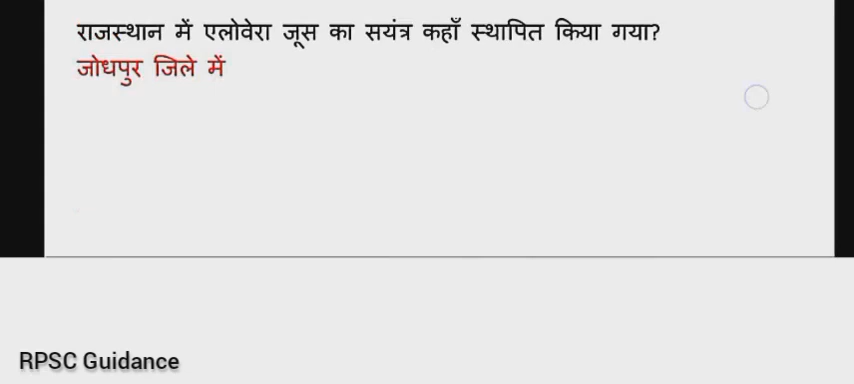 राजस्थान में एलोवेरा जूस का सयंत्र कहाँ स्थापित किया गया?
जोधपुर जिले में
RPSC Guidance